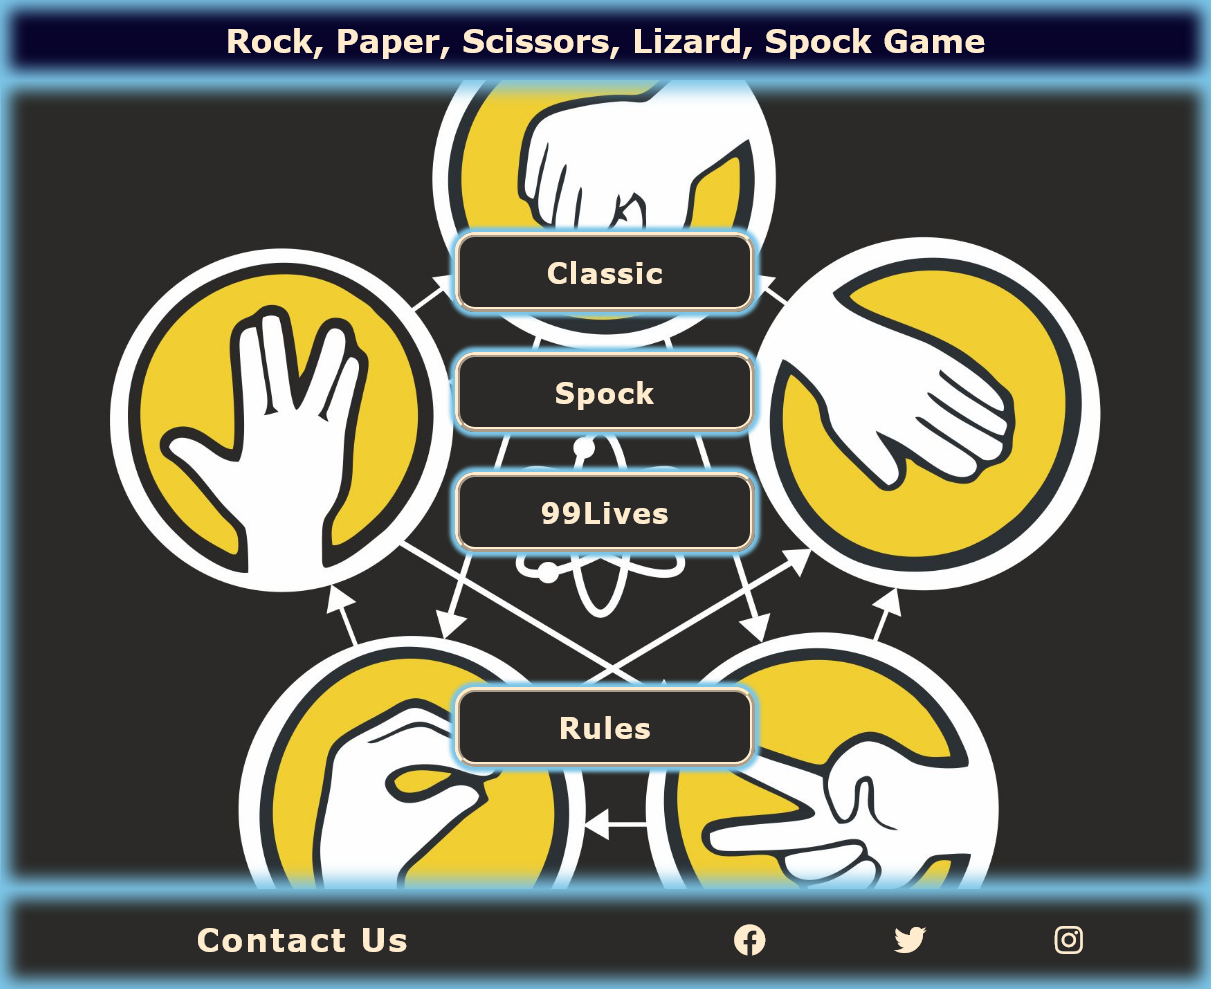 Rock, Paper, Scissors, Lizard, Spock Game
Classic
Spock
99Lives
Rules
Contact Us